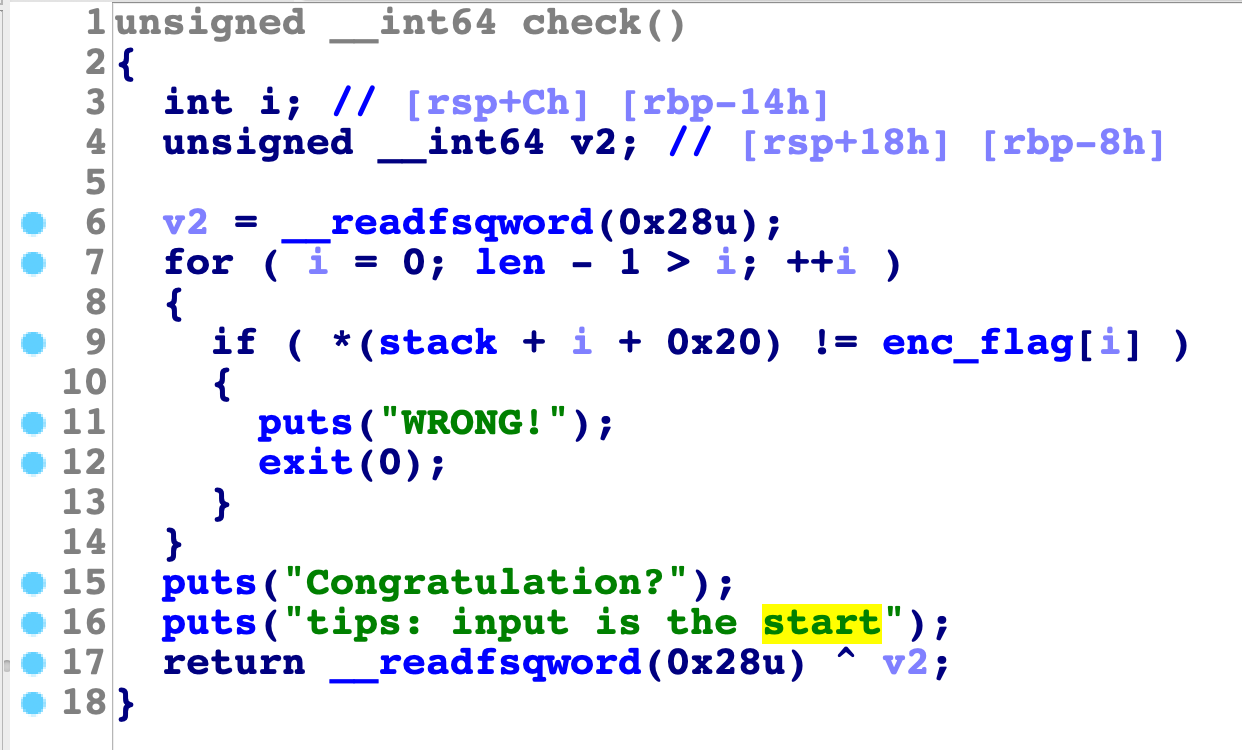 1 unsigned __int64 check()
2 {
3 int i; // [rsp+Ch] [rbp-14h]
4 unsigned __int64 v2; // [rsp+18h] [rbp-8h]
5
6 v2 = __readfsqword(0x28u);
7 for ( i = 0; len - 1 > i; ++i )
8 {
9 if ( *(stack + i + 0x20) != enc_flag[i] )
10 {
11 puts("WRONG!");
12 exit(0);
13 }
14 }
15 puts("Congratulation?");
16 puts("tips: input is the start");
17 return __readfsqword(0x28u) ^ v2;
18 }